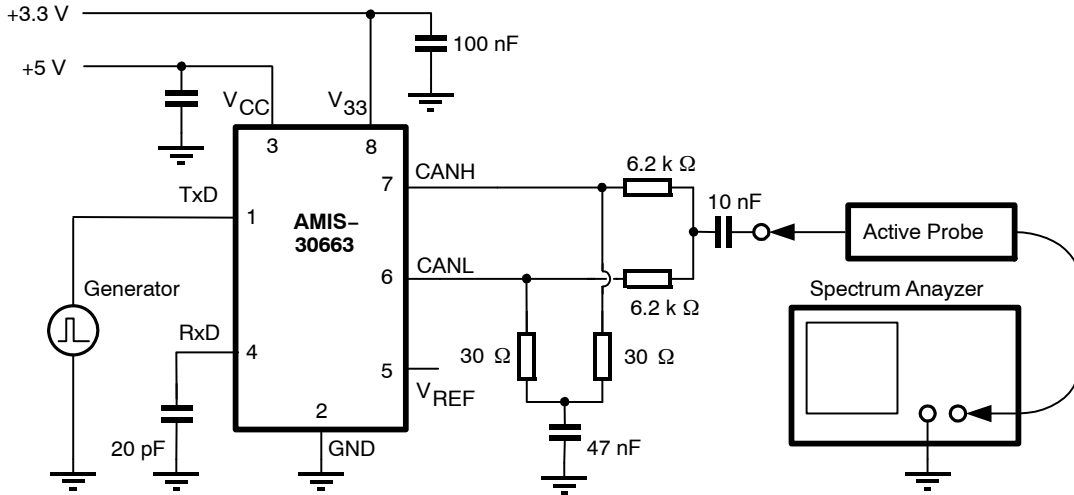 +3.3 V
100 nF
+5 V
VCC
V33
3
8
6.2 k Ω
CANH
7
TxD
10 nF
1
AMIS–
30663
Active Probe
CANL
6
Generator
6.2 k Ω
Spectrum Anayzer
RxD
4
30 Ω
30 Ω
5
VREF
2
20 pF
GND
47 nF